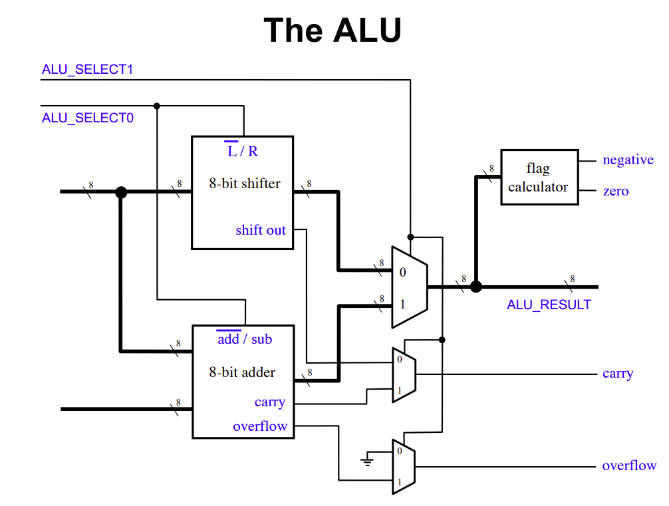 The ALU
ALU_SELECT1
ALU_SELECT0
L / R
8-bit shifter
shift out
8
8
8
8
8
0
1
8
8
ALU_RESULT
8
flag
calculator
negative
zero
add / sub
8-bit adder
carry
overflow
8
8
8
0
1
carry
0
1
overflow